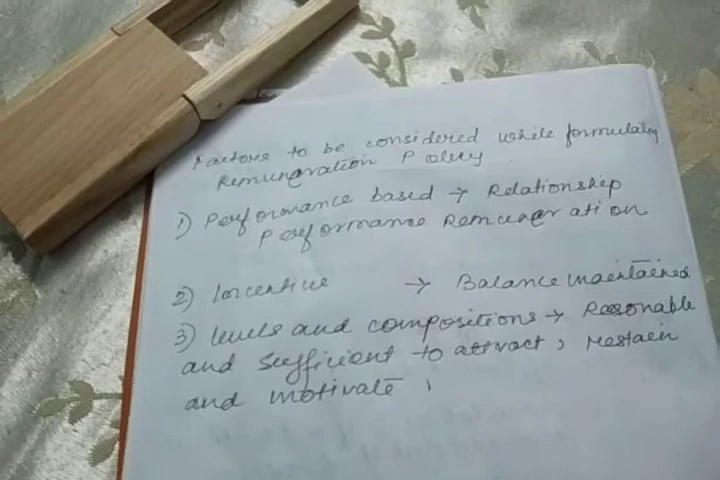 Factors to be considered while formulating
Remuneration Policy
1) Performance based → Relationship
Performance Remuneration
2) Incentive → Balance maintained
3) levels and compositions → Reasonable
and sufficient to attract, restain
and motivate,